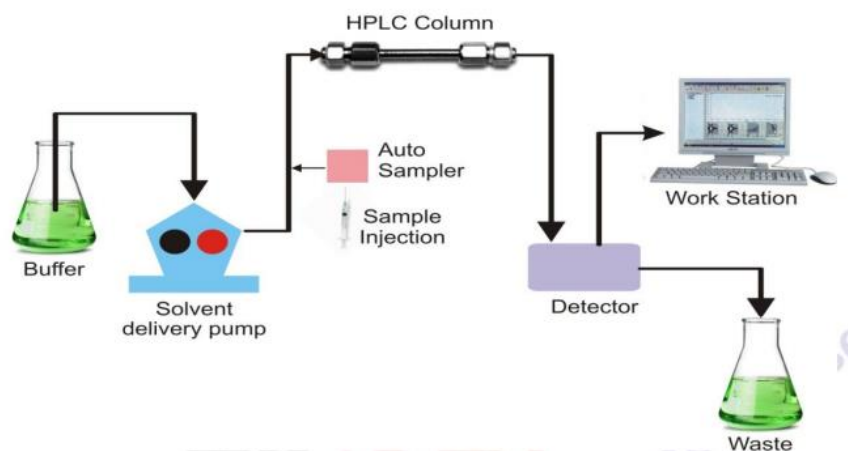 HPLC Column
Auto
Sampler
Sample
Injection
Work Station
Buffer
Solvent
delivery pump
Detector
Waste